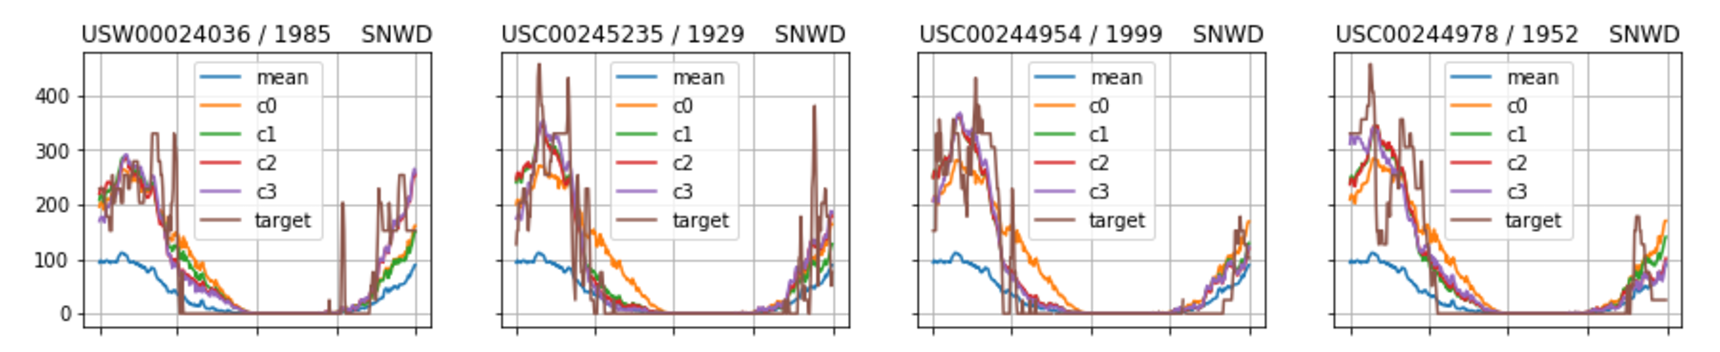 USW00024036 / 1985 SNWD
mean
c0
c1
c2
c3
target
400
300
200
100
0
USC00245235 / 1929 SNWD
mean
c0
c1
c2
c3
target
USC00244954 / 1999 SNWD
mean
c0
c1
c2
c3
target
USC00244978 / 1952 SNWD
mean
c0
c1
c2
c3
target